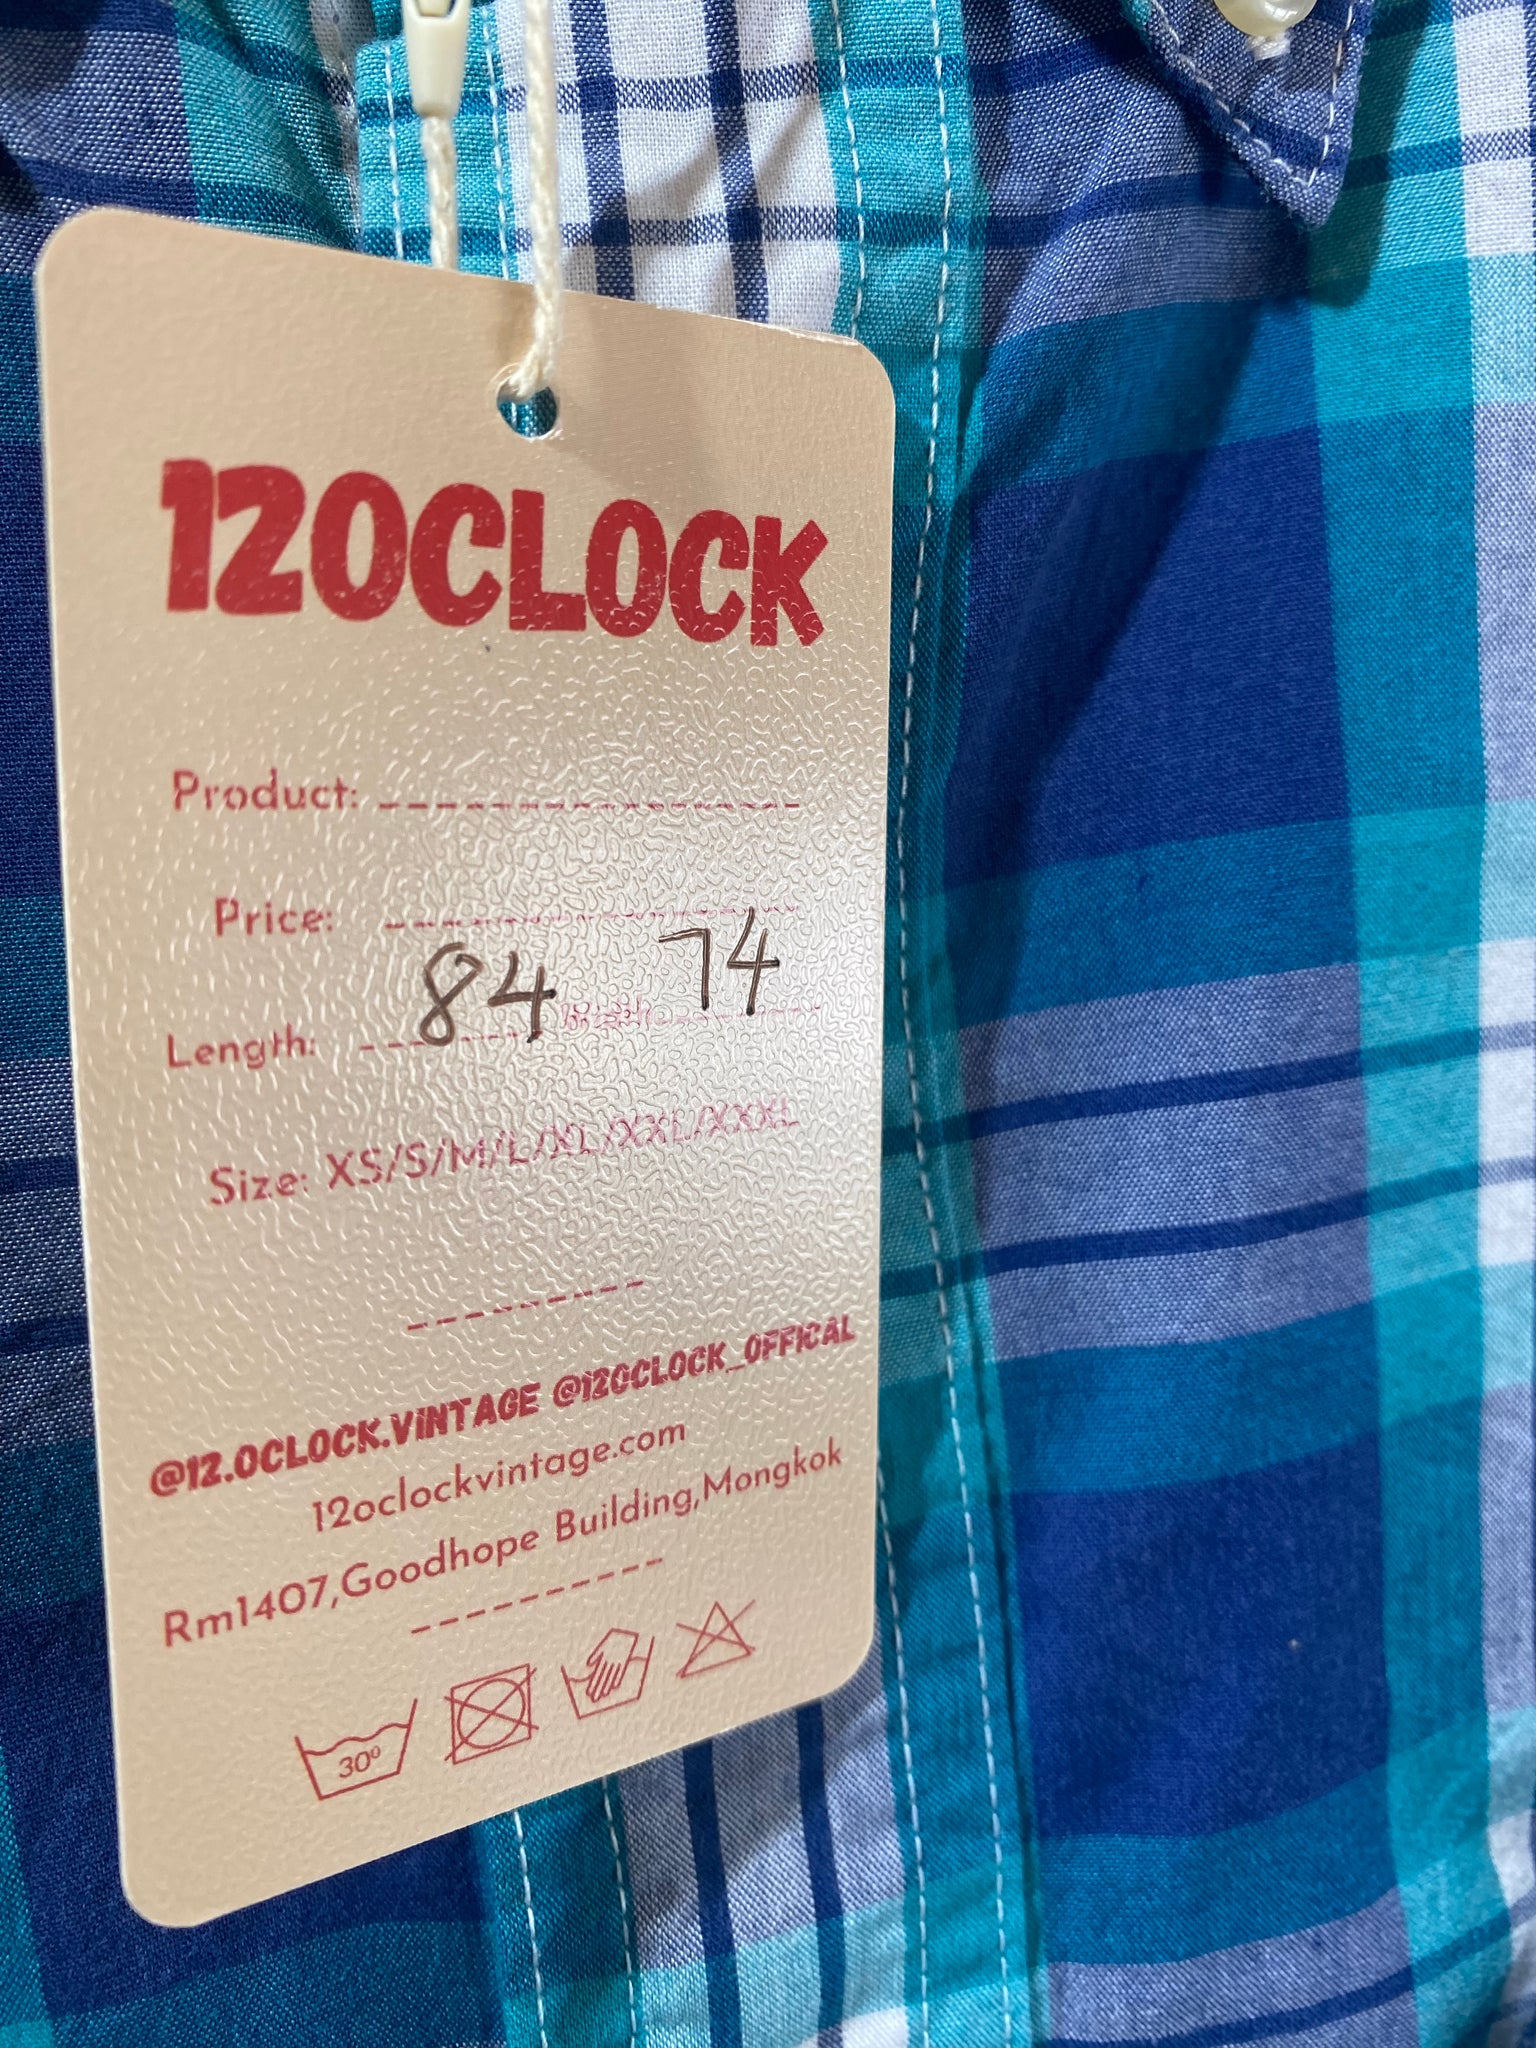 12OCLOCK
Product:
Price:
Length: 84 74
Size: XS/S/M/L/XL/XXL/XXXL
@12.OCLOCK.VINTAGE @12OCLOCK_OFFICAL
12oclockvintage.com
Rm1407,Goodhope Building,Mongkok
30º